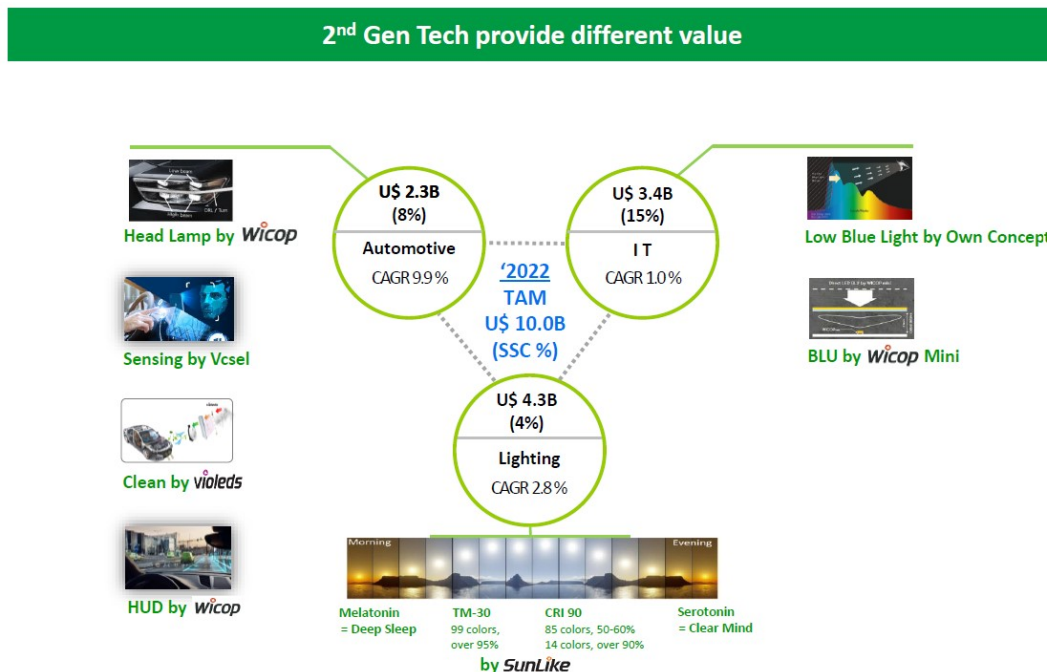 2nd Gen Tech provide different value
Head Lamp by Wicop
Sensing by Vcsel
Clean by violeds
HUD by Wicop
U$ 2.3B
(8%)
Automotive
CAGR 9.9 %
U$ 3.4B
(15%)
I T
CAGR 1.0 %
‘2022
TAM
U$ 10.0B
(SSC %)
U$ 4.3B
(4%)
Lighting
CAGR 2.8 %
Low Blue Light by Own Concept
BLU by Wicop Mini
Morning
Evening
Melatonin
= Deep Sleep
TM-30
99 colors,
over 95%
CRI 90
85 colors, 50-60%
14 colors, over 90%
Serotonin
= Clear Mind
by SunLike